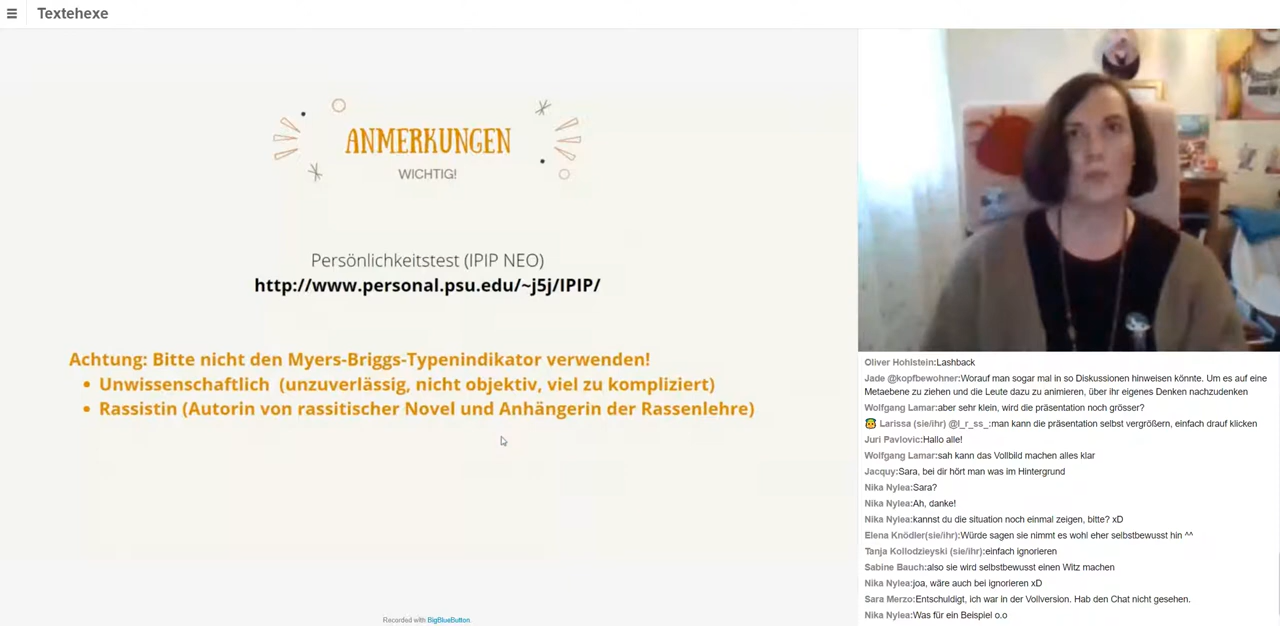 Textehexe
ANMERKUNGEN
WICHTIG!
Persönlichkeitstest (IPIP NEO)
http://www.personal.psu.edu/~j5j/IPIP/
Achtung: Bitte nicht den Myers-Briggs-Typenindikator verwenden!
• Unwissenschaftlich (unzuverlässig, nicht objektiv, viel zu kompliziert)
• Rassistin (Autorin von rassitischer Novel und Anhängerin der Rassenlehre)
Recorded with BigBlueButton.
Oliver Hohlstein:Lashback
Jade @kopfbewohner:Worauf man sogar mal in so Diskussionen hinweisen könnte. Um es auf eine
Metaebene zu ziehen und die Leute dazu zu animieren, über ihr eigenes Denken nachzudenken
Wolfgang Lamar:aber sehr klein, wird die präsentation noch grösser?
Larissa (sie/ihr) @l_r_ss_:man kann die präsentation selbst vergrößern, einfach drauf klicken
Juri Pavlovic:Hallo alle!
Wolfgang Lamar:sah kann das Vollbild machen alles klar
Jacquy:Sara, bei dir hört man was im Hintergrund
Nika Nylea:Sara?
Nika Nylea:Ah, danke!
Nika Nylea:kannst du die situation noch einmal zeigen, bitte? xD
Elena Knödler(sie/ihr):Würde sagen sie nimmt es wohl eher selbstbewusst hin ^^
Tanja Kollodzieyski (sie/ihr):einfach ignorieren
Sabine Bauch:also sie wird selbstbewusst einen Witz machen
Nika Nylea:joa, wäre auch bei ignorieren xD
Sara Merzo:Entschuldigt, ich war in der Vollversion. Hab den Chat nicht gesehen.
Nika Nylea:Was für ein Beispiel o.o